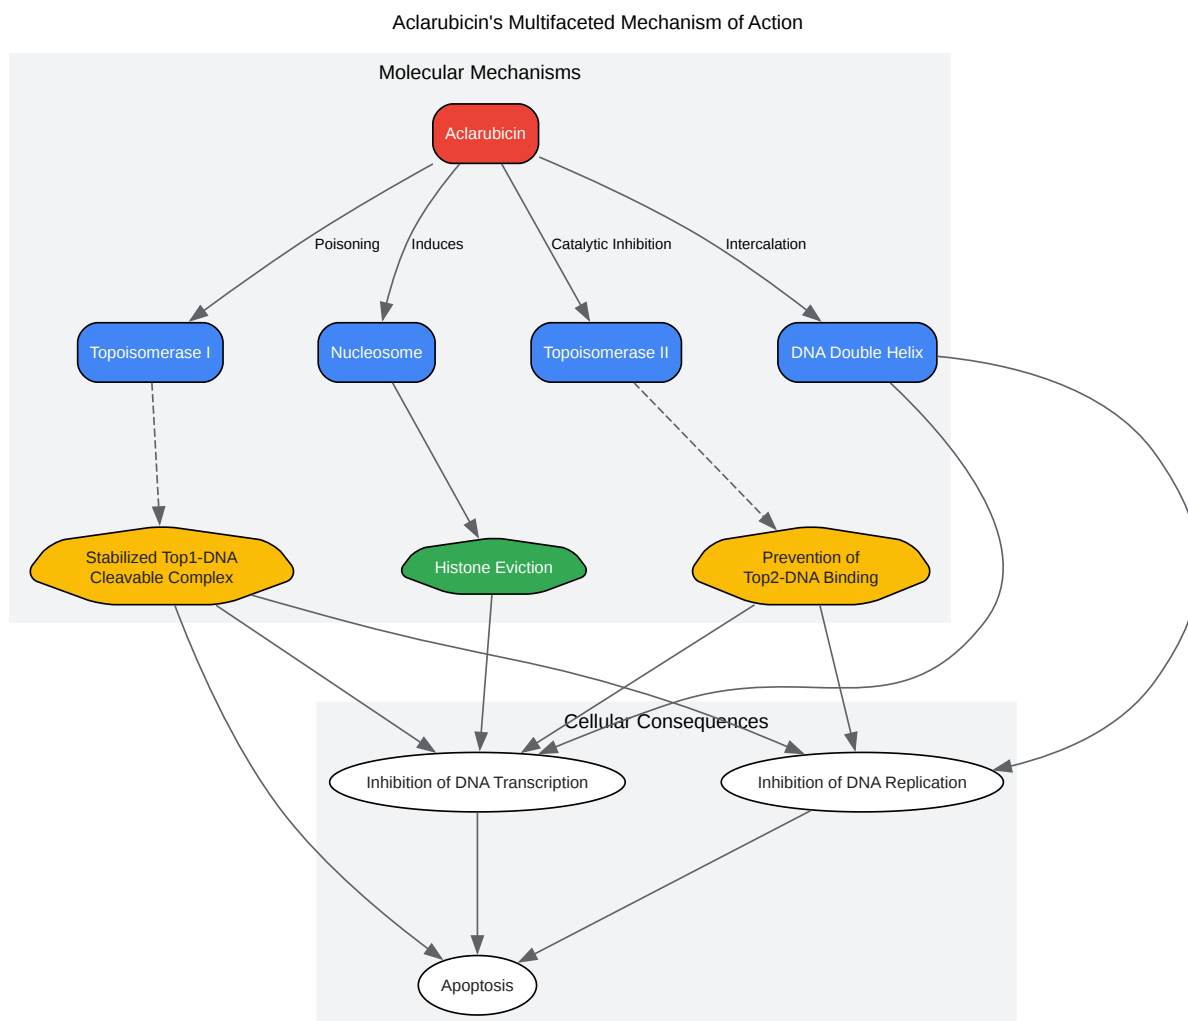 Aclarubicin's Multifaceted Mechanism of Action
Molecular Mechanisms
Aclarubicin
Poisoning
Induces
Catalytic Inhibition
Intercalation
Topoisomerase I
Nucleosome
Topoisomerase II
DNA Double Helix
Stabilized Top1-DNA
Cleavable Complex
Histone Eviction
Prevention of
Top2-DNA Binding
Cellular Consequences
Inhibition of DNA Transcription
Inhibition of DNA Replication
Apoptosis